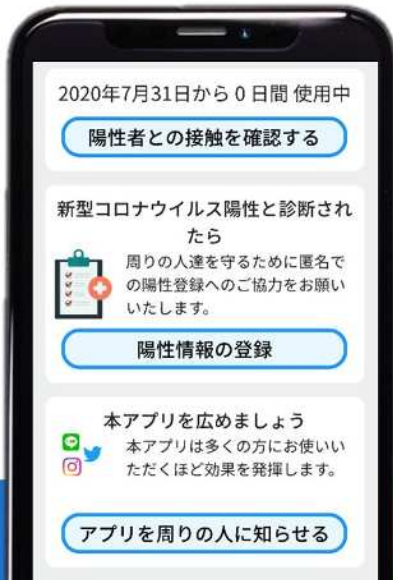 2020年7月31日から 0 日間 使用中
陽性者との接触を確認する
新型コロナウイルス陽性と診断され
たら
周りの人達を守るために匿名で
の陽性登録へのご協力をお願い
いたします。
陽性情報の登録
本アプリを広めましょう
本アプリは多くの方にお使いい
ただくほど効果を発揮します。
アプリを周りの人に知らせる